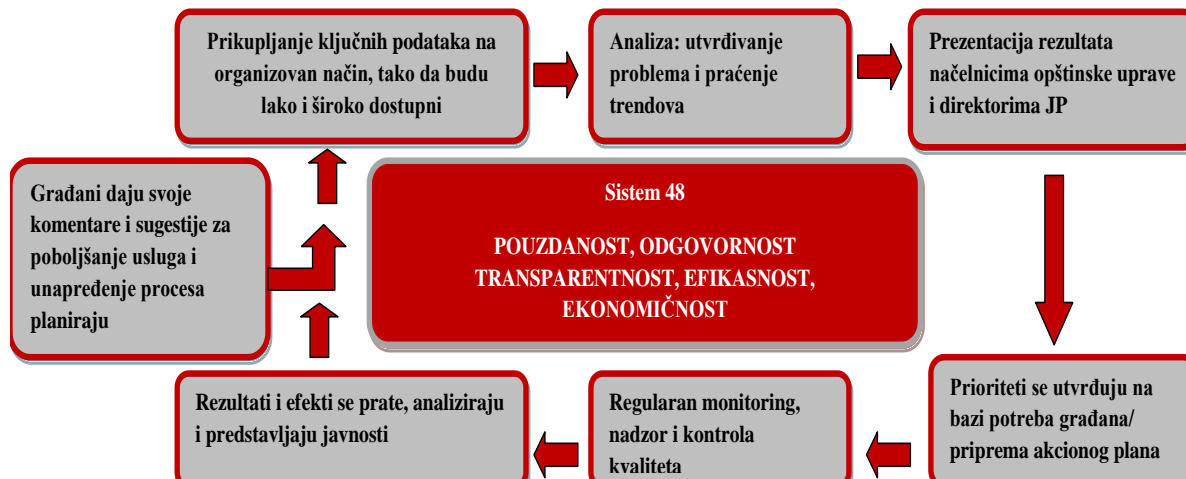 Prikupljanje ključnih podataka na
organizovan način, tako da budu
lako i široko dostupni
Analiza: utvrđivanje
problema i praćenje
trendova
Prezentacija rezultata
načelnicima opštinske uprave
i direktorima JP
Građani daju svoje
komentare i sugestije za
poboljšanje usluga i
unapređenje procesa
planiraju
Sistem 48
POUZDANOST, ODGOVORNOST
TRANSPARENTNOST, EFIKASNOST,
EKONOMIČNOST
Rezultati i efekti se prate, analiziraju
i predstavljaju javnosti
Regularan monitoring,
nadzor i kontrola
kvaliteta
Prioriteti se utvrđuju na
bazi potreba građana/
priprema akcionog plana